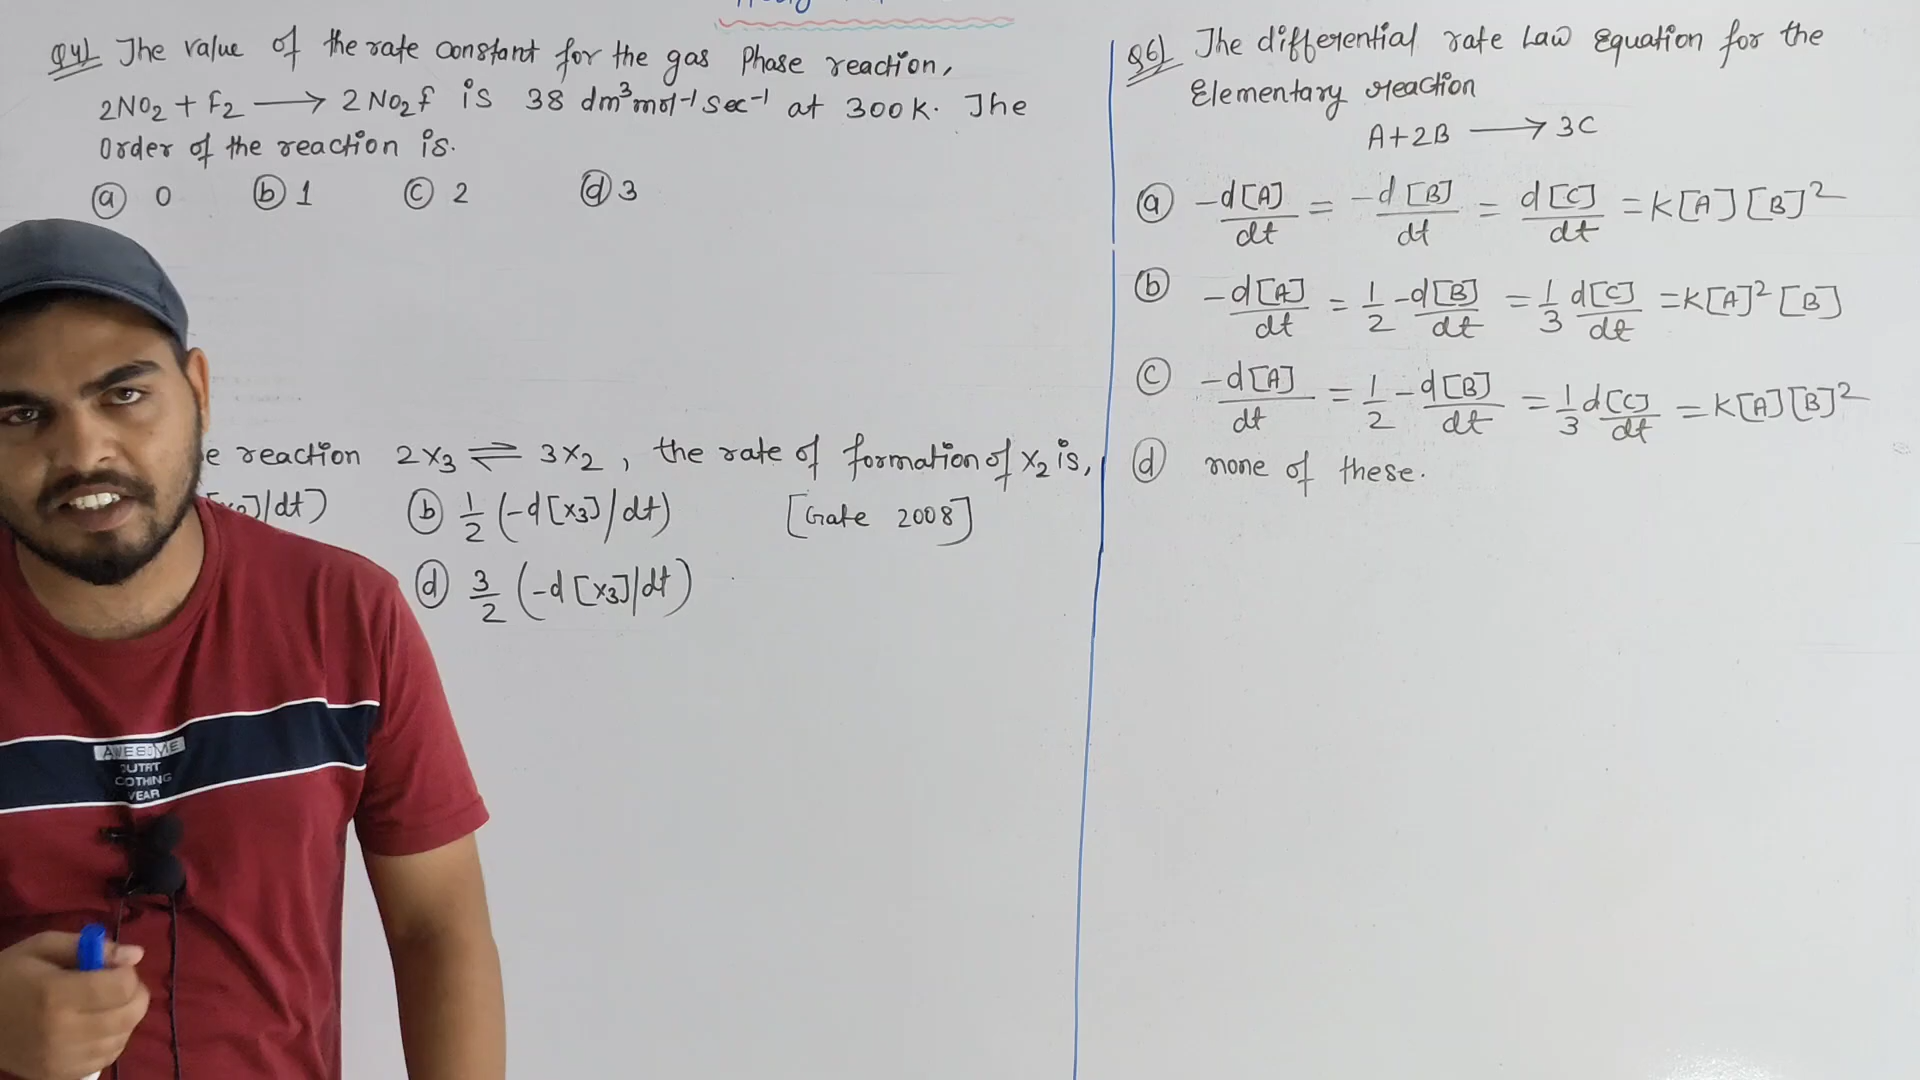 Q4] The value of the rate constant for the gas Phase reaction,
2NO₂ + F₂ ⟶ 2NO₂f is 38 dm³mol⁻¹sec⁻¹ at 300K. The
Order of the reaction is.
ⓐ 0 ⓑ 1 ⓒ 2 ⓓ 3
e reaction 2X₃ ⇌ 3X₂, the rate of formation of X₂ is,
]/dt) ⓑ 1/2 (-d[X₃]/dt) [Gate 2008]
ⓓ 3/2 (-d[X₃]/dt)
Q6] The differential rate Law Equation for the
Elementary reaction
A+2B ⟶ 3C
ⓐ -d[A]/dt = -d[B]/dt = d[C]/dt = K[A][B]²
ⓑ -d[A]/dt = 1/2 -d[B]/dt = 1/3 d[C]/dt = K[A]²[B]
ⓒ -d[A]/dt = 1/2 -d[B]/dt = 1/3 d[C]/dt = K[A][B]²
ⓓ none of these.
AWESOME
OUTFIT
COTHING
VEAR